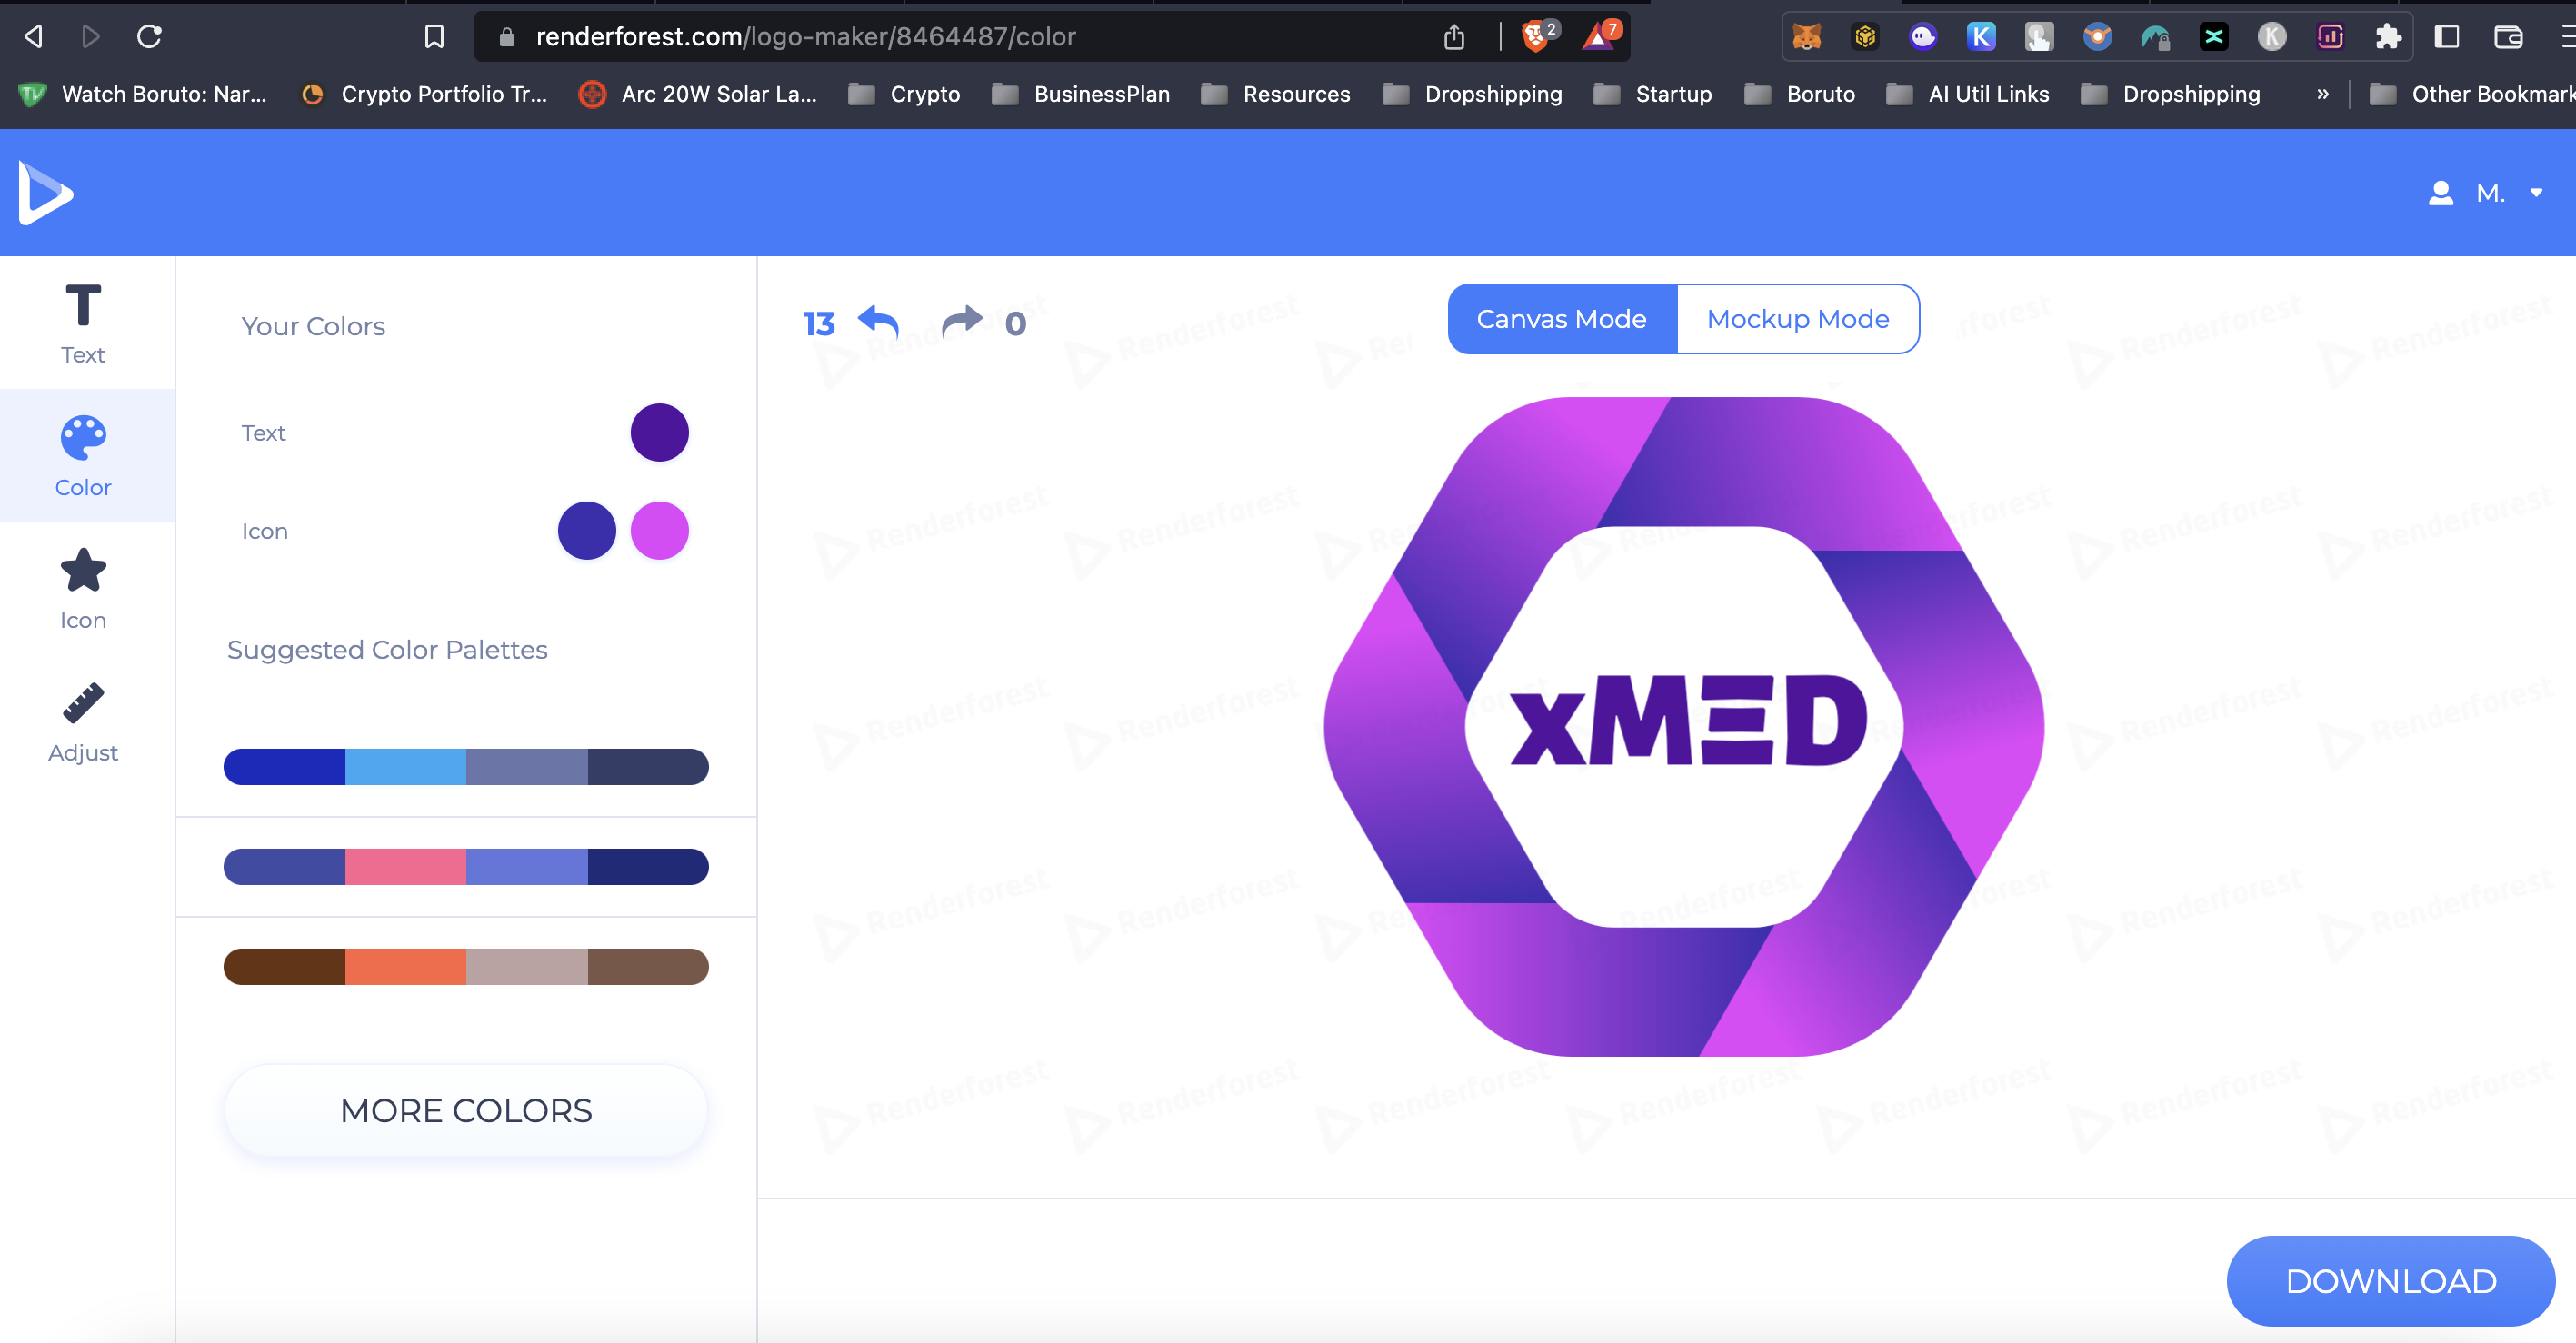 renderforest.com/logo-maker/8464487/color
2
7
Watch Boruto: Nar...
Crypto Portfolio Tr...
Arc 20W Solar La...
Crypto
BusinessPlan
Resources
Dropshipping
Startup
Boruto
AI Util Links
Dropshipping
»
Other Bookmark
M.
Text
Color
Icon
Adjust
Your Colors
Text
Icon
Suggested Color Palettes
MORE COLORS
13
0
Canvas Mode
Mockup Mode
xMΞD
Renderforest
DOWNLOAD